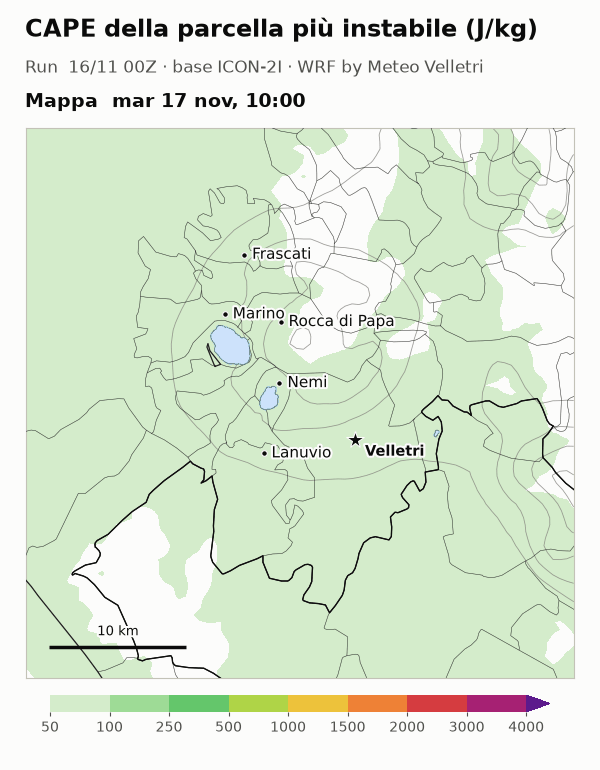 CAPE della parcella più instabile (J/kg)
Run  16/11 00Z · base ICON-2I · WRF by Meteo Velletri
Mappa  mar 17 nov, 10:00
Frascati
Marino
Rocca di Papa
Nemi
Velletri
Lanuvio
10 km
50 100 250 500 1000 1500 2000 3000 4000